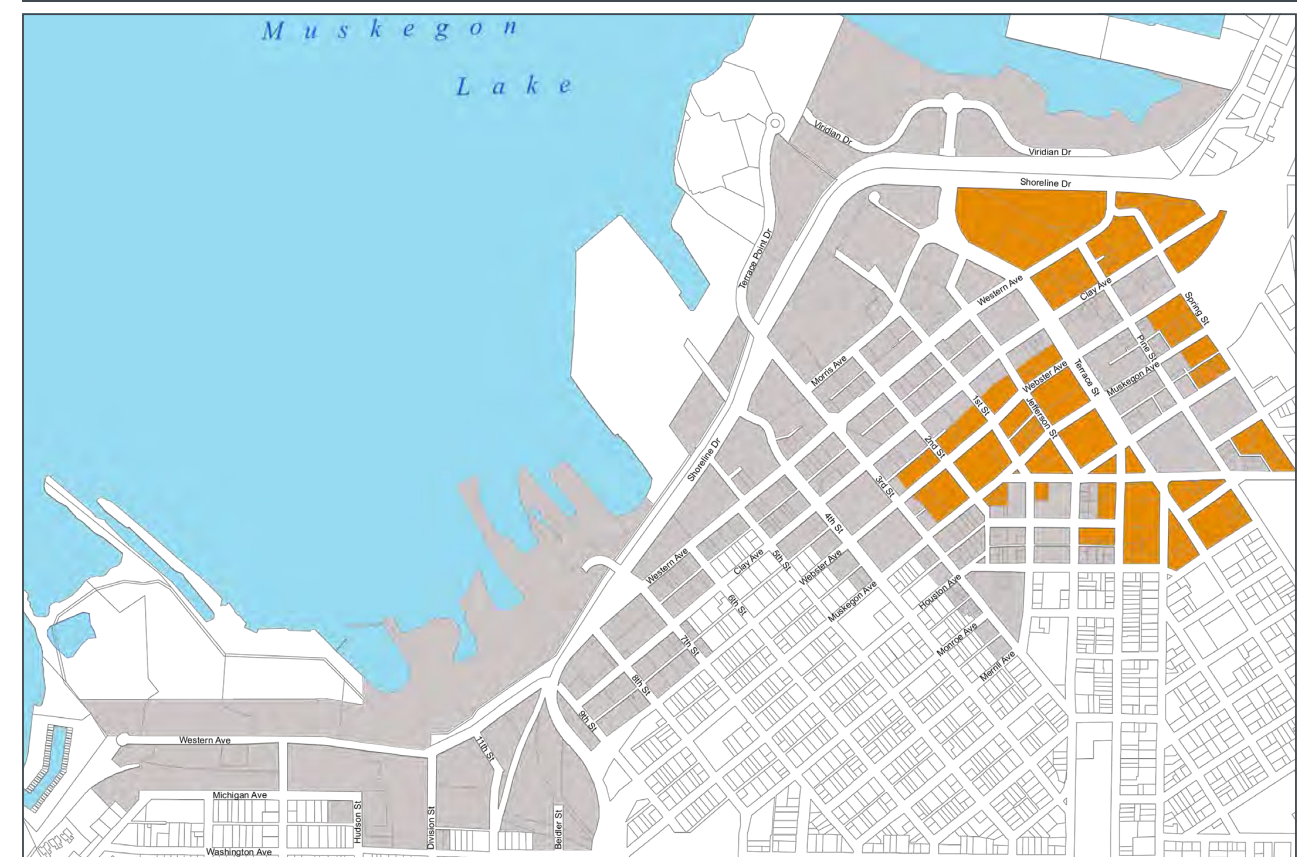 Muskegon
Lake
Viridian Dr
Viridian Dr
Shoreline Dr
Terrace Point Dr
Western Ave
Clay Ave
Spring St
Pine St
Muskegon Ave
Terrace St
Webster Ave
Jefferson St
1st St
Morris Ave
2nd St
3rd St
Shoreline Dr
4th St
Western Ave
Clay Ave
5th St
Webster Ave
Muskegon Ave
Houston Ave
6th St
7th St
Monroe Ave
Merrill Ave
8th St
9th St
11th St
Western Ave
Michigan Ave
Hudson St
Division St
Beidler St
Washington Ave